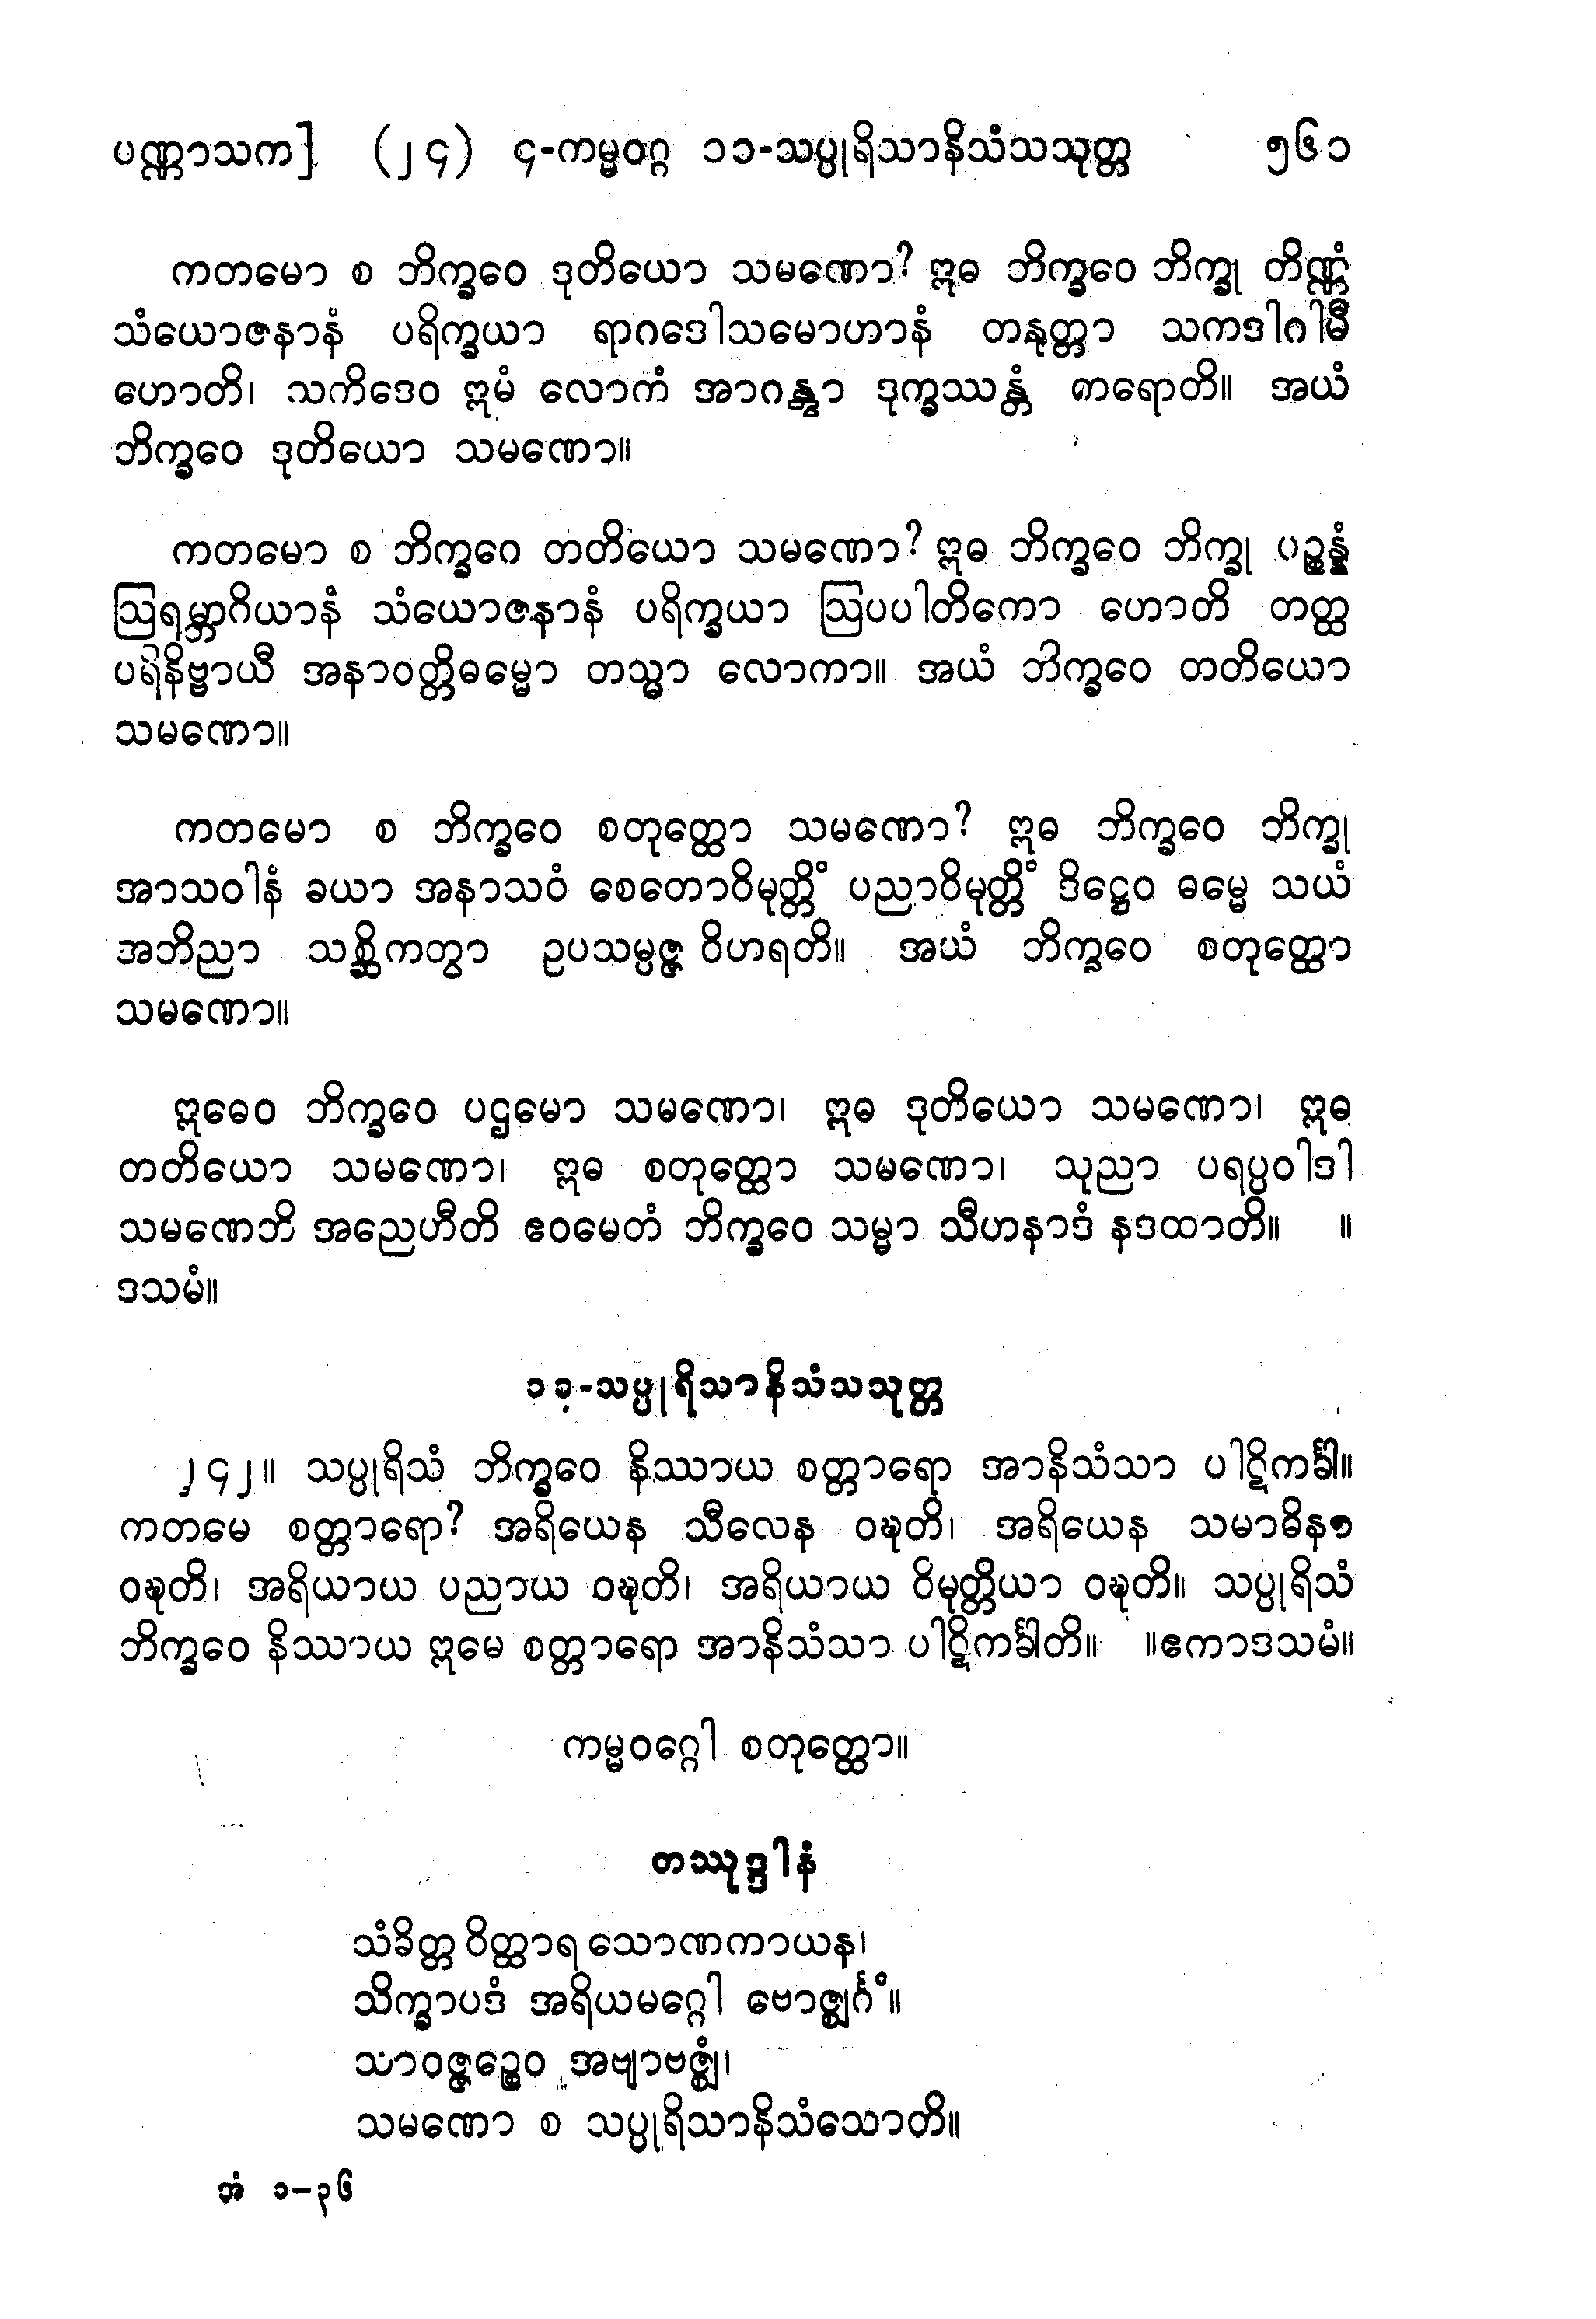 ပဏ္ဏာသက] (၂၄) ၄-ကမ္မဝဂ္ဂ ၁၁-သပ္ပုရိသာနိသံသသုတ္တ ၅၆၁
ကတမော စ ဘိက္ခဝေ ဒုတိယော သမဏော? ဣဓ ဘိက္ခဝေ ဘိက္ခု တိဏ္ဏံ
သံယောဇနာနံ ပရိက္ခယာ ရာဂဒေါသမောဟာနံ တနုတ္တာ သကဒါဂါမီ
ဟောတိ၊ သကိဒေဝ ဣမံ လောကံ အာဂန္တွာ ဒုက္ခဿန္တံ ကရောတိ။ အယံ
ဘိက္ခဝေ ဒုတိယော သမဏော။
ကတမော စ ဘိက္ခဝေ တတိယော သမဏော? ဣဓ ဘိက္ခဝေ ဘိက္ခု ပဉ္စန္နံ
ဩရမ္ဘာဂိယာနံ သံယောဇနာနံ ပရိက္ခယာ ဩပပါတိကော ဟောတိ တတ္ထ
ပရိနိဗ္ဗာယီ အနာဝတ္တိဓမ္မော တသ္မာ လောကာ။ အယံ ဘိက္ခဝေ တတိယော
သမဏော။
ကတမော စ ဘိက္ခဝေ စတုတ္ထော သမဏော? ဣဓ ဘိက္ခဝေ ဘိက္ခု
အာသဝါနံ ခယာ အနာသဝံ စေတောဝိမုတ္တိံ ပညာဝိမုတ္တိံ ဒိဋ္ဌေဝ ဓမ္မေ သယံ
အဘိညာ သစ္ဆိကတွာ ဥပသမ္ပဇ္ဇ ဝိဟရတိ။ အယံ ဘိက္ခဝေ စတုတ္ထော
သမဏော။
ဣဓေဝ ဘိက္ခဝေ ပဌမော သမဏော၊ ဣဓ ဒုတိယော သမဏော၊ ဣဓ
တတိယော သမဏော၊ ဣဓ စတုတ္ထော သမဏော၊ သုညာ ပရပ္ပဝါဒါ
သမဏေဘိ အညေဟီတိ ဧဝမေတံ ဘိက္ခဝေ သမ္မာ သီဟနာဒံ နဒထာတိ။ ။
ဒသမံ။
၁၁-သပ္ပုရိသာနိသံသသုတ္တ
၂၄၂။ သပ္ပုရိသံ ဘိက္ခဝေ နိဿာယ စတ္တာရော အာနိသံသာ ပါဋိကင်္ခါ။
ကတမေ စတ္တာရော? အရိယေန သီလေန ဝဍ္ဎတိ၊ အရိယေန သမာဓိနာ
ဝဍ္ဎတိ၊ အရိယာယ ပညာယ ဝဍ္ဎတိ၊ အရိယာယ ဝိမုတ္တိယာ ဝဍ္ဎတိ။ သပ္ပုရိသံ
ဘိက္ခဝေ နိဿာယ ဣမေ စတ္တာရော အာနိသံသာ ပါဋိကင်္ခါတိ။ ။ဧကာဒသမံ။
ကမ္မဝဂ္ဂေါ စတုတ္ထော။
တဿုဒ္ဒါနံ
သံခိတ္တ ဝိတ္ထာရ သောဏကာယန၊
သိက္ခာပဒံ အရိယမဂ္ဂေါ ဗောဇ္ဈင်္ဂံ။
သာဝဇ္ဇဉ္စေဝ အဗျာဗဇ္ဈံ၊
သမဏော စ သပ္ပုရိသာနိသံသောတိ။
အံ ၁–၃၆